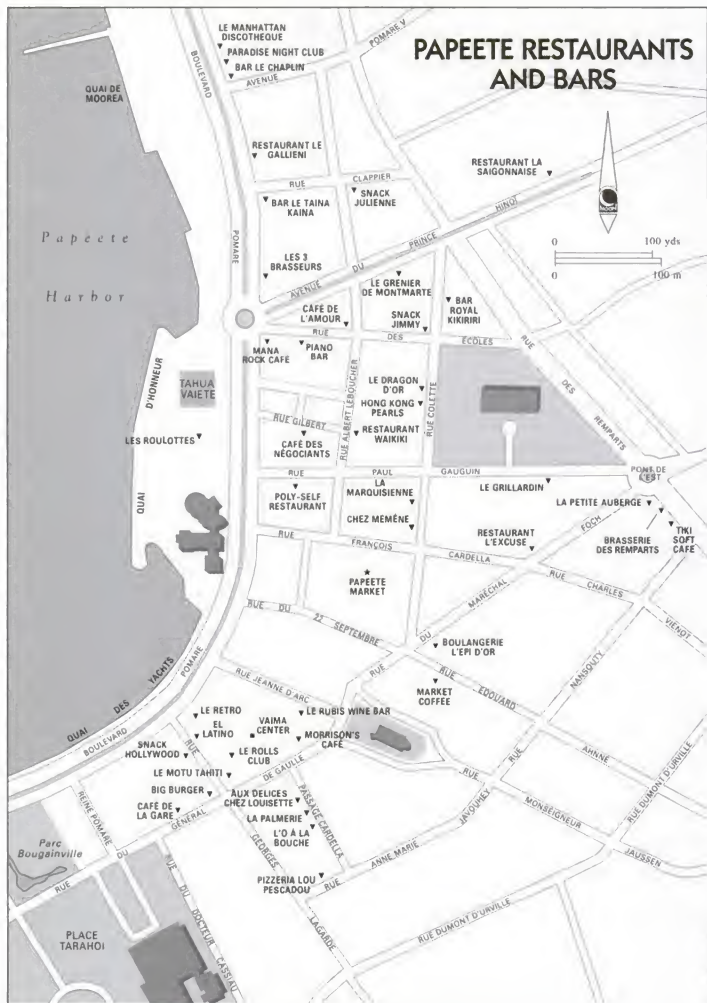 PAPEETE RESTAURANTS
AND BARS
LE MANHATTAN
DISCOTHEQUE
PARADISE NIGHT CLUB
BAR LE CHAPLIN
AVENUE
POMARE V
BOULEVARD
QUAI DE
MOOREA
RESTAURANT LE
GALLIENI
RESTAURANT LA
SAIGONNAISE
RUE
CLAPPIER
SNACK
JULIENNE
BAR LE TAINA
KAINA
MOON
0
100 yds
0
100 m
Papeete
Harbor
POMARE
LES 3
BRASSEURS
AVENUE
DU
PRINCE
HINOI
LE GRENIER
DE MONTMARTE
CAFÉ DE
L'AMOUR
SNACK
JIMMY
BAR
ROYAL
KIKIRIRI
RUE
DES
ÉCOLES
RUE
DES
REMPARTS
MANA
ROCK CAFÉ
PIANO
BAR
D'HONNEUR
QUAI
TAHUA
VAIETE
LES ROULOTTES
RUE GILBERT
CAFÉ DES
NÉGOCIANTS
RUE ALBERT LEBOUCHER
LE DRAGON
D'OR
HONG KONG
PEARLS
RESTAURANT
WAIKIKI
RUE COLETTE
RUE
PAUL
GAUGUIN
PONT DE
L'EST
POLY-SELF
RESTAURANT
LA
MARQUISIENNE
CHEZ MEMÉNE
LE GRILLARDIN
LA PETITE AUBERGE
BRASSERIE
DES REMPARTS
TIKI
SOFT
CAFÉ
RESTAURANT
L'EXCUSE
RUE
FRANÇOIS
CARDELLA
FOCH
MARÉCHAL
DU
RUE
PAPEETE
MARKET
RUE
CHARLES
VIENOT
RUE DU
22 SEPTEMBRE
BOULANGERIE
L'EPI D'OR
MARKET
COFFEE
RUE
EDOUARD
AHNNE
NANSOUTY
RUE
QUAI DES YACHTS
BOULEVARD
POMARE
RUE JEANNE D'ARC
LE RETRO
EL
LATINO
VAIMA
CENTER
LE RUBIS WINE BAR
MORRISON'S
CAFÉ
SNACK
HOLLYWOOD
RUE
LE ROLLS
CLUB
LE MOTU TAHITI
BIG BURGER
AUX DELICES
CHEZ LOUISETTE
CAFÉ DE
LA GARE
LA PALMERIE
L'O À LA
BOUCHE
PASSAGE CARDELLA
DE GAULLE
GÉNÉRAL
DU
RUE
REINE POMARE
GEORGES
LAGARDE
PIZZERIA LOU
PESCADOU
RUE
ANNE MARIE
JAVOUHEY
RUE
MONSEIGNEUR
JAUSSEN
RUE DUMONT D'URVILLE
RUE DUMONT D'URVILLE
Parc
Bougainville
PLACE
TARAHOI
RUE
DU
DOCTEUR
CASSIAU